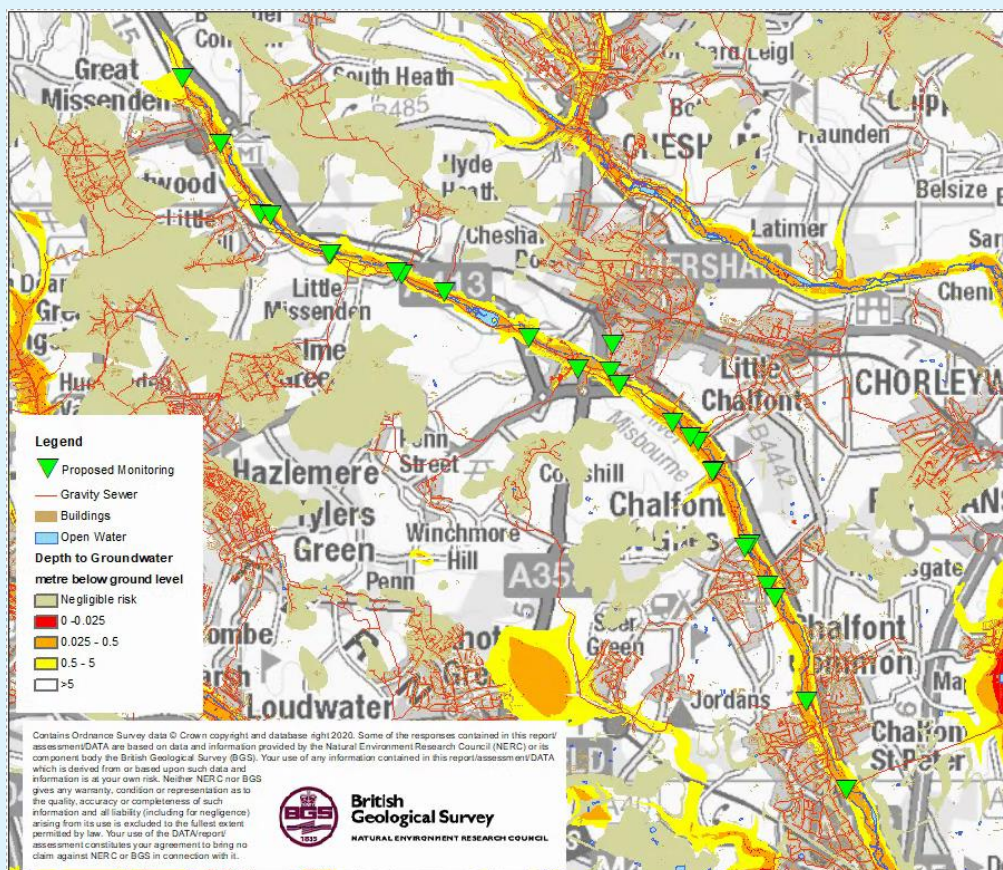 Great
Missenden
South Heath
B485
Hyde
Heath
Flaunden
Belsize
Latimer
Little
Missenden
Little
Chalfont
B4442
Misbourne
Penn
Street
Hazlemere
Tylers
Green
Winchmore
Hill
Penn
Chalfont
A35
Green
Jordans
Loudwater
Chalfont
St Peter
Legend
Proposed Monitoring
Gravity Sewer
Buildings
Open Water
Depth to Groundwater
metre below ground level
Negligible risk
0 -0.025
0.025 - 0.5
0.5 - 5
>5
Contains Ordnance Survey data © Crown copyright and database right 2020. Some of the responses contained in this report/
assessment/DATA are based on data and information provided by the Natural Environment Research Council (NERC) or its
component body the British Geological Survey (BGS). Your use of any information contained in this report/assessment/DATA
which is derived from or based upon such data and
information is at your own risk. Neither NERC nor BGS
gives any warranty, condition or representation as to
the quality, accuracy or completeness of such
information and all liability (including for negligence)
arising from its use is excluded to the fullest extent
permitted by law. Your use of the DATA/report/
assessment constitutes your agreement to bring no
claim against NERC or BGS in connection with it.
BGS
1835
British
Geological Survey
NATURAL ENVIRONMENT RESEARCH COUNCIL